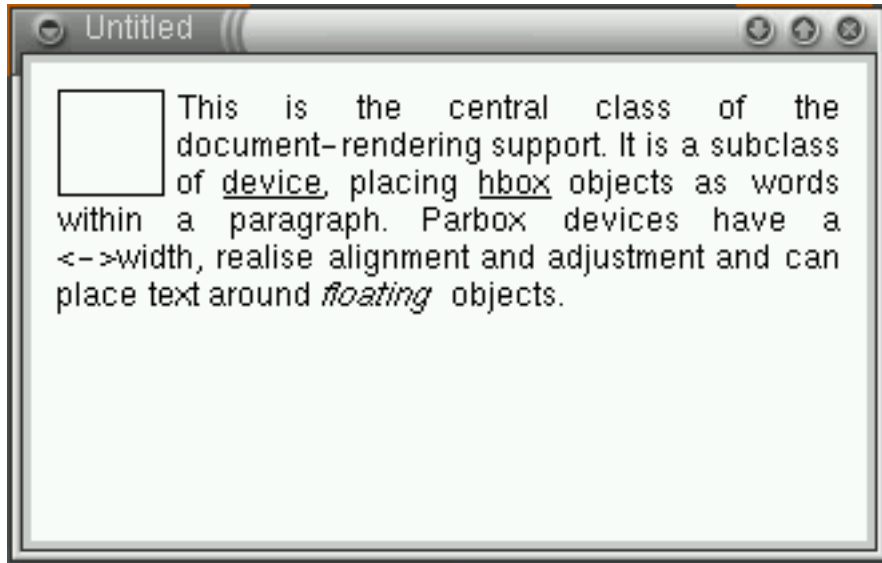 Untitled
This is the central class of the
document-rendering support. It is a subclass
of device, placing hbox objects as words
within a paragraph. Parbox devices have a
<->width, realise alignment and adjustment and can
place text around floating objects.